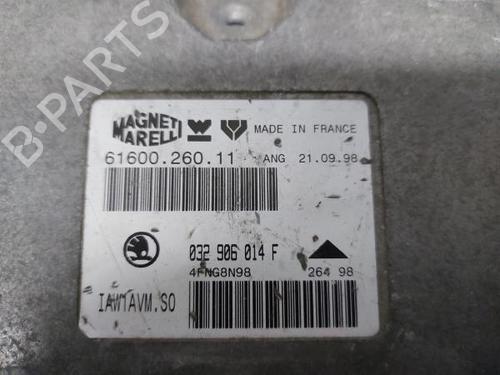 MAGNETI MARELLI
MADE IN FRANCE
61600.260.11 ANG 21.09.98
032 906 014 F
4FNG8N98 264 98
IAW1AVM.SO
B-PARTS